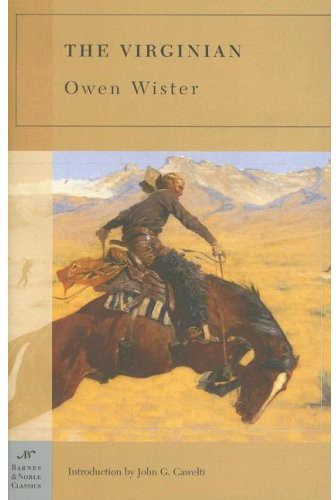 THE VIRGINIAN
Owen Wister
BARNES
& NOBLE
CLASSICS
Introduction by John G. Cawelti